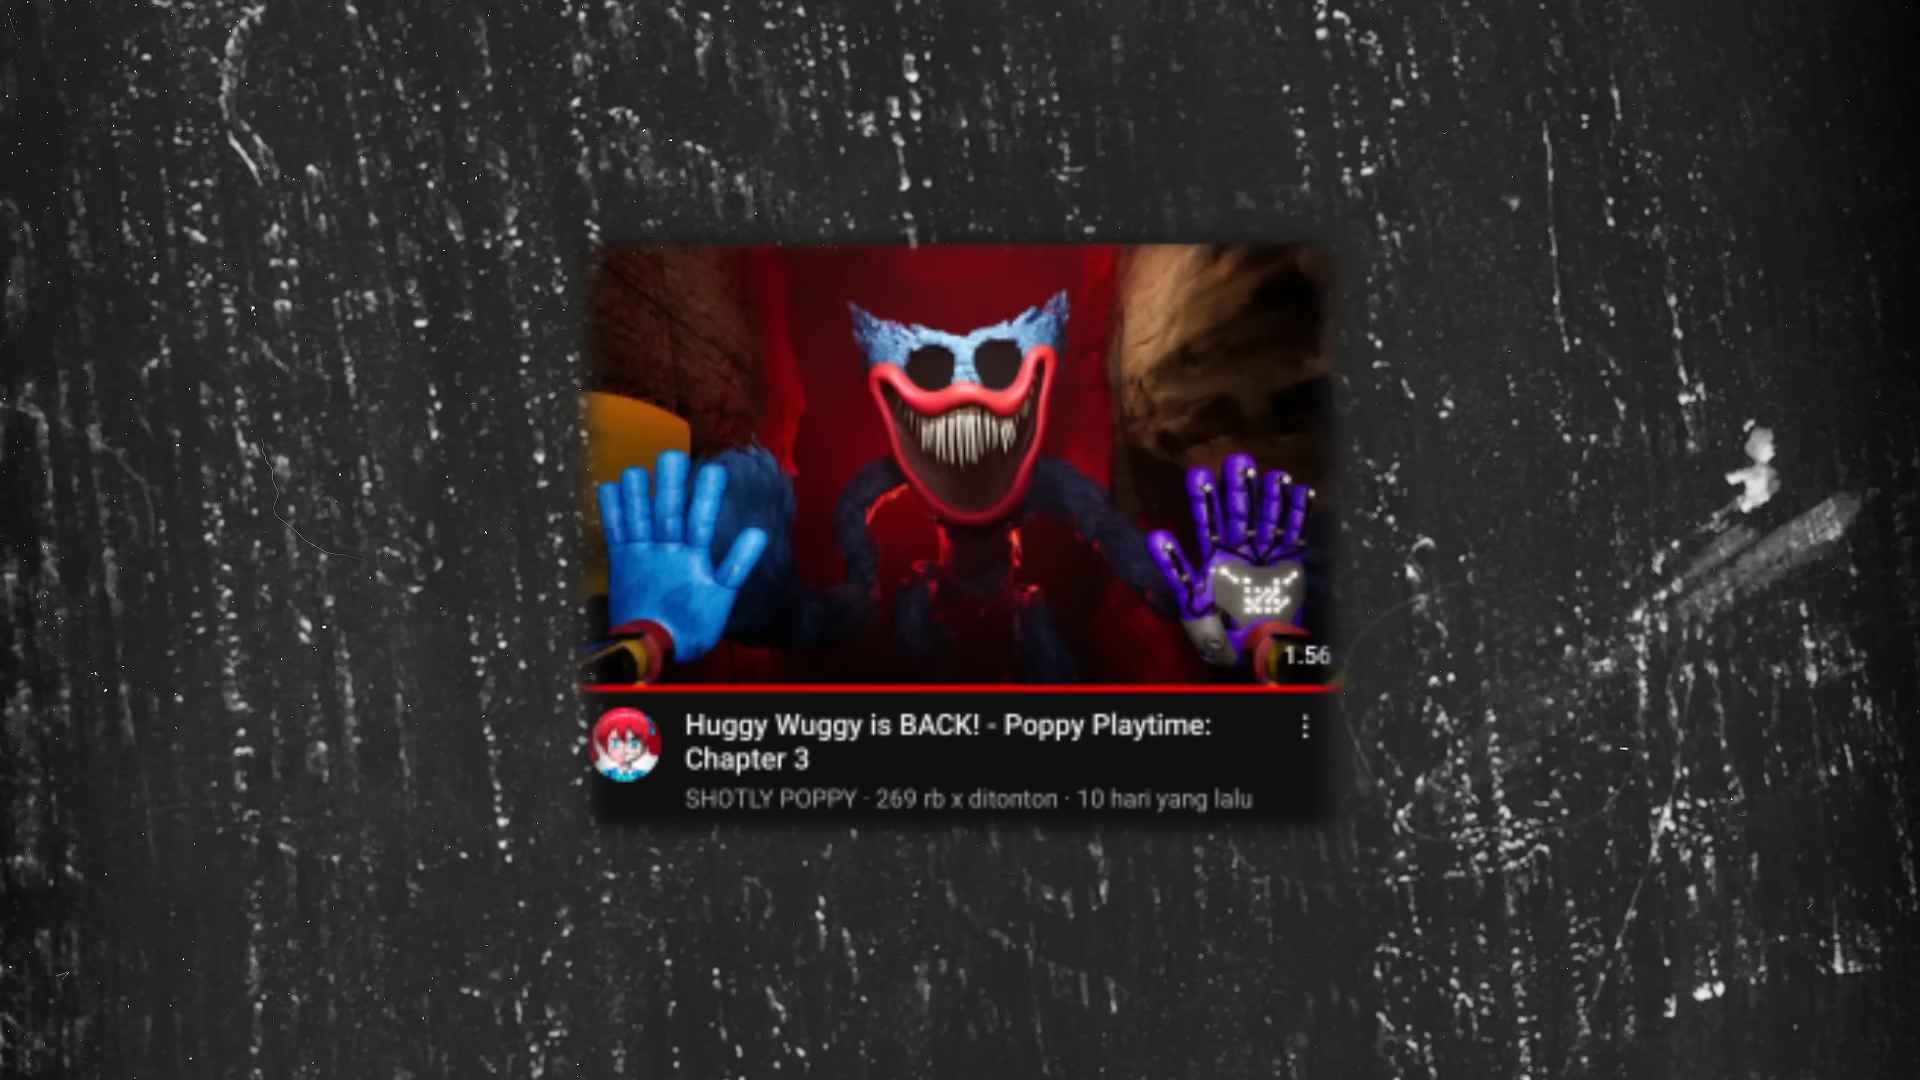 1.56
Huggy Wuggy is BACK! - Poppy Playtime:
Chapter 3
SHOTLY POPPY · 269 rb x ditonton · 10 hari yang lalu